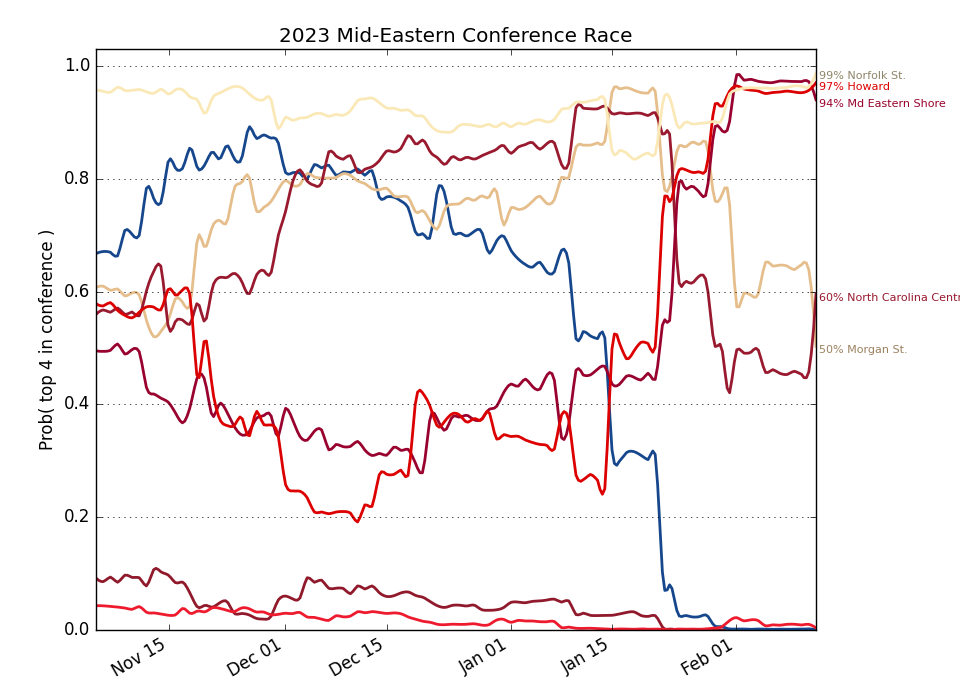 2023 Mid-Eastern Conference Race
Prob( top 4 in conference )
1.0
0.8
0.6
0.4
0.2
0.0
Nov 15
Dec 01
Dec 15
Jan 01
Jan 15
Feb 01
99% Norfolk St.
97% Howard
94% Md Eastern Shore
60% North Carolina Centr
50% Morgan St.